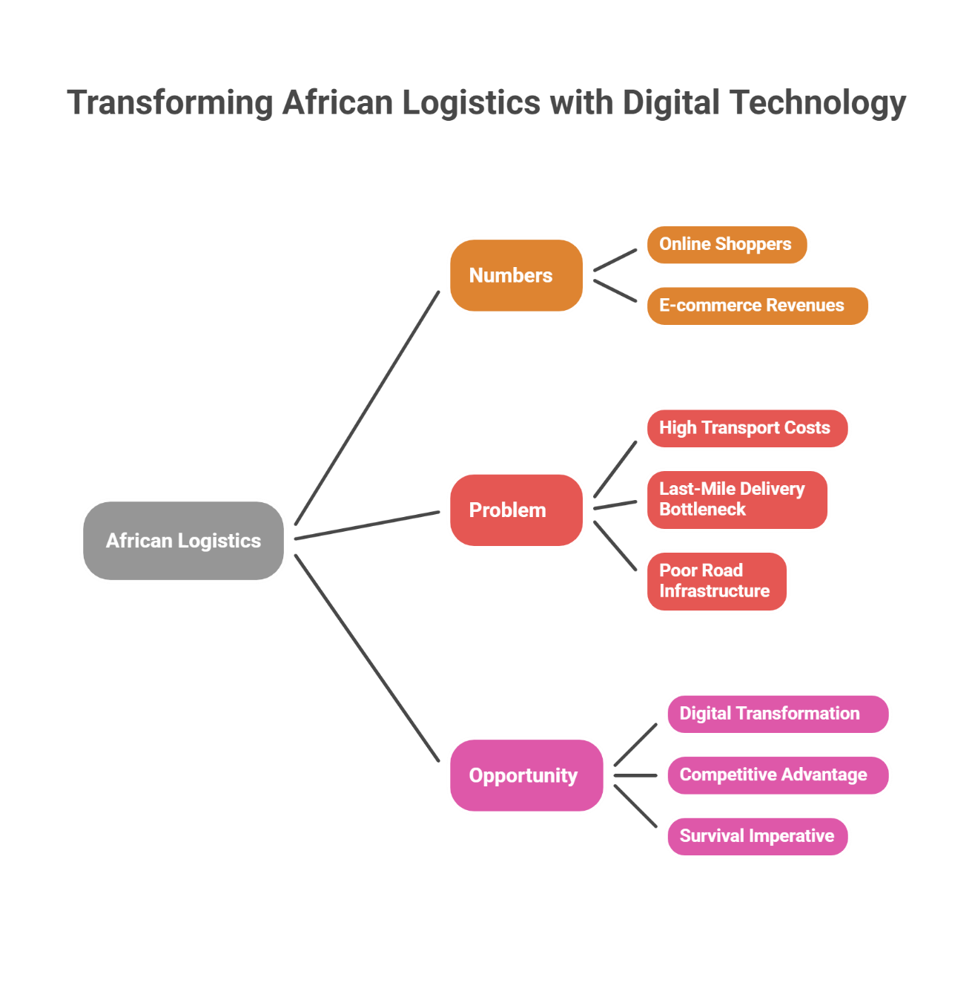 Transforming African Logistics with Digital Technology
African Logistics
Numbers
Online Shoppers
E-commerce Revenues
Problem
High Transport Costs
Last-Mile Delivery
Bottleneck
Poor Road
Infrastructure
Opportunity
Digital Transformation
Competitive Advantage
Survival Imperative